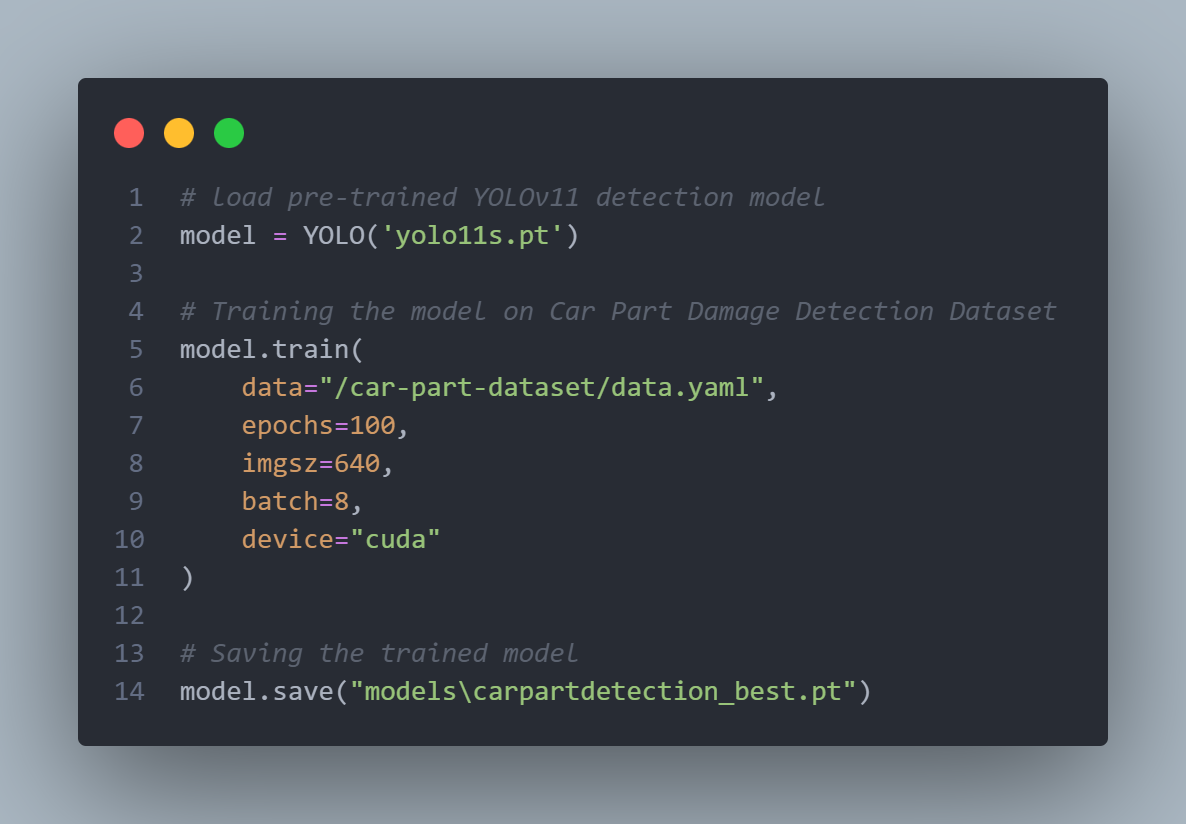 1 # load pre-trained YOLOv11 detection model
2 model = YOLO('yolo11s.pt')
3
4 # Training the model on Car Part Damage Detection Dataset
5 model.train(
6     data="/car-part-dataset/data.yaml",
7     epochs=100,
8     imgsz=640,
9     batch=8,
10     device="cuda"
11 )
12
13 # Saving the trained model
14 model.save("models\carpartdetection_best.pt")